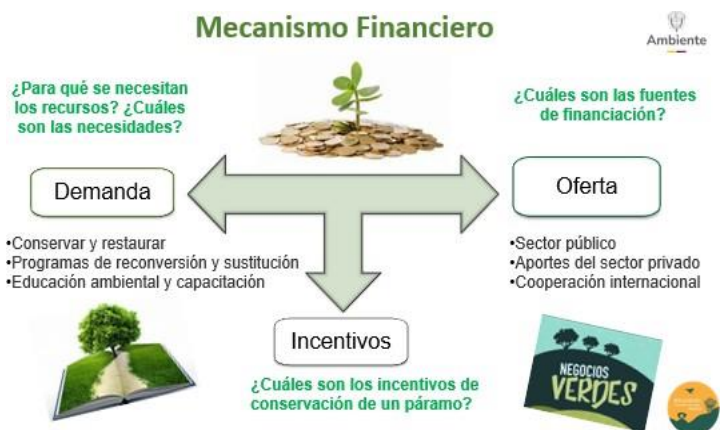 Mecanismo Financiero
Ambiente
¿Para qué se necesitan
los recursos? ¿Cuáles
son las necesidades?
¿Cuáles son las fuentes
de financiación?
Demanda
Oferta
•Conservar y restaurar
•Programas de reconversión y sustitución
•Educación ambiental y capacitación
•Sector público
•Aportes del sector privado
•Cooperación internacional
Incentivos
¿Cuáles son los incentivos de
conservación de un páramo?
NEGOCIOS
VERDES